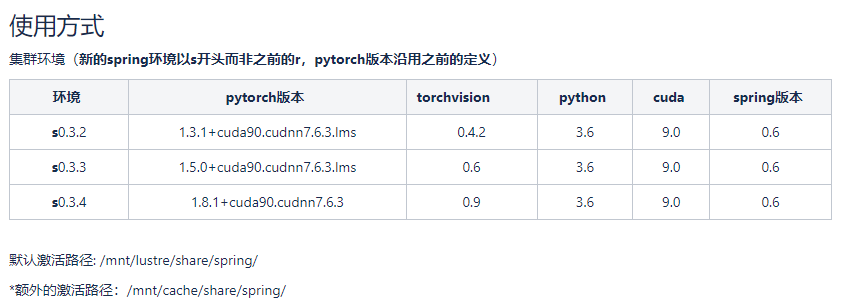 使用方式
集群环境（新的spring环境以s开头而非之前的r，pytorch版本沿用之前的定义）
环境 pytorch版本 torchvision python cuda spring版本
s0.3.2 1.3.1+cuda90.cudnn7.6.3.lms 0.4.2 3.6 9.0 0.6
s0.3.3 1.5.0+cuda90.cudnn7.6.3.lms 0.6 3.6 9.0 0.6
s0.3.4 1.8.1+cuda90.cudnn7.6.3 0.9 3.6 9.0 0.6
默认激活路径: /mnt/lustre/share/spring/
*额外的激活路径：/mnt/cache/share/spring/